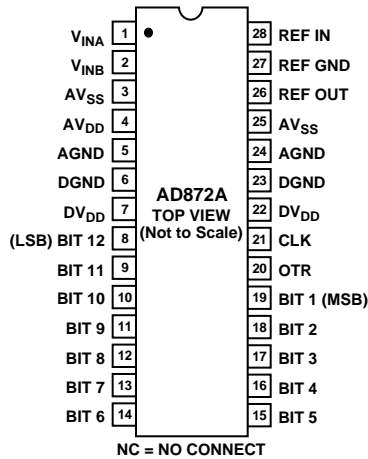 VINA 1 28 REF IN
VINB 2 27 REF GND
AVSS 3 26 REF OUT
AVDD 4 25 AVSS
AGND 5 24 AGND
DGND 6 23 DGND
DVDD 7 22 DVDD
AD872A
TOP VIEW
(Not to Scale)
(LSB) BIT 12 8 21 CLK
BIT 11 9 20 OTR
BIT 10 10 19 BIT 1 (MSB)
BIT 9 11 18 BIT 2
BIT 8 12 17 BIT 3
BIT 7 13 16 BIT 4
BIT 6 14 15 BIT 5
NC = NO CONNECT